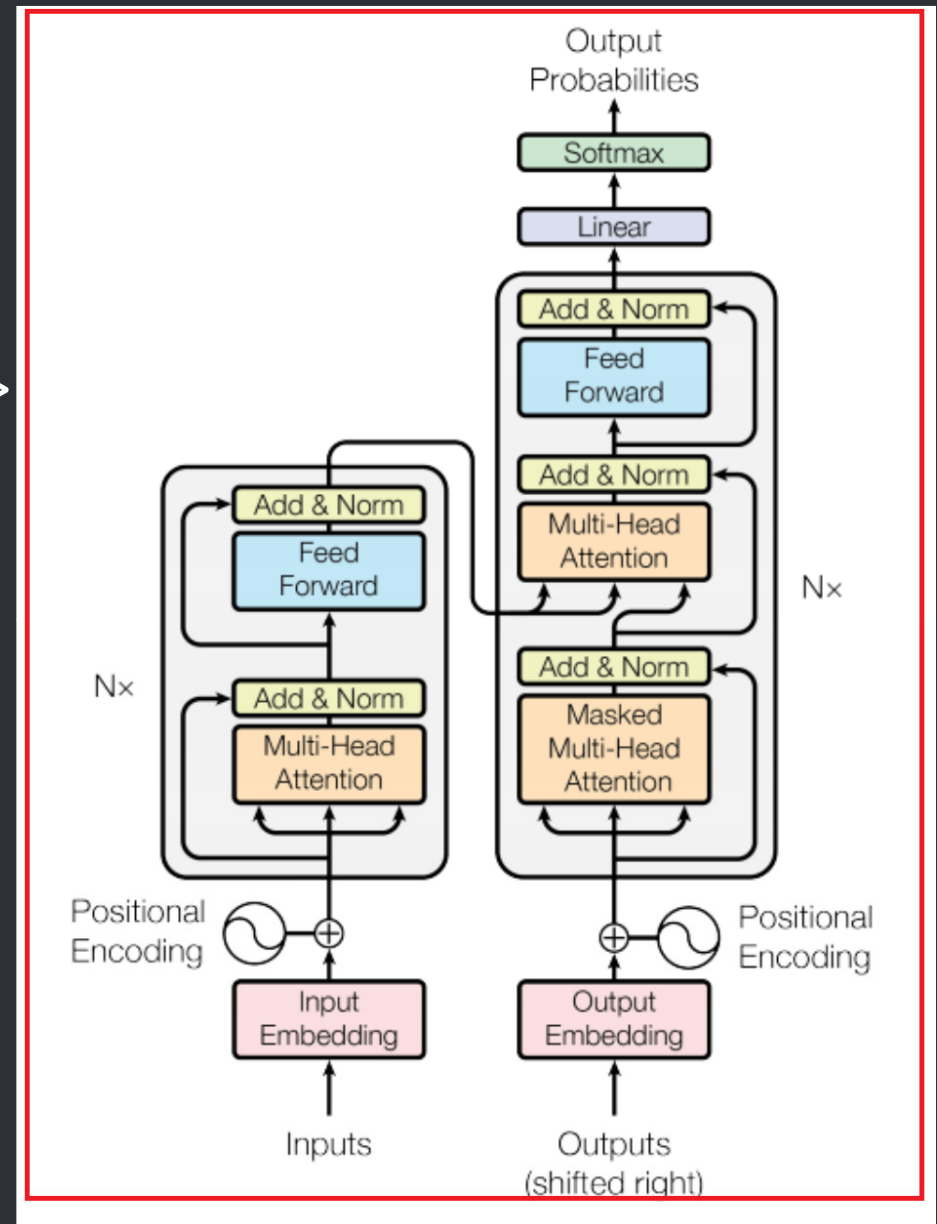 Output
Probabilities
Softmax
Linear
Add & Norm
Feed
Forward
Add & Norm
Multi-Head
Attention
Add & Norm
Masked
Multi-Head
Attention
N×
Add & Norm
Feed
Forward
Add & Norm
Multi-Head
Attention
N×
Positional
Encoding
Positional
Encoding
Input
Embedding
Output
Embedding
Inputs
Outputs
(shifted right)